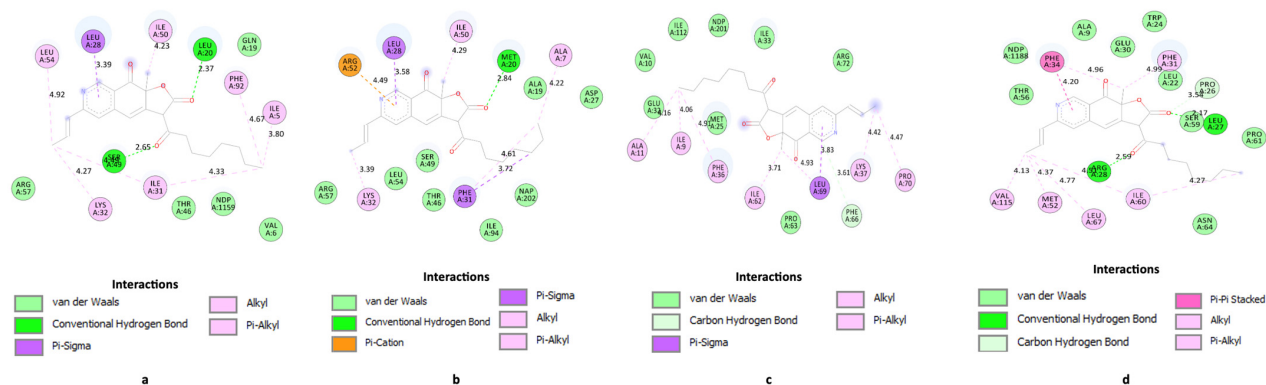 LEU
A:54
LEU
A:28
ILE
A:50
LEU
A:20
GLN
A:19
PHE
A:92
ILE
A:5
SER
A:49
ARG
A:57
LYS
A:32
ILE
A:31
THR
A:46
NDP
A:1159
VAL
A:6
4.23
3.39
2.37
4.92
4.67
3.80
2.65
4.27
4.33
Interactions
van der Waals
Conventional Hydrogen Bond
Pi-Sigma
Alkyl
Pi-Alkyl
a
ARG
A:52
LEU
A:28
ILE
A:50
MET
A:20
ALA
A:7
ALA
A:19
ASP
A:27
SER
A:49
LEU
A:54
ARG
A:57
LYS
A:32
THR
A:46
PHE
A:31
NAP
A:202
ILE
A:94
4.29
3.58
4.49
2.84
4.22
3.39
4.61
3.72
Interactions
van der Waals
Conventional Hydrogen Bond
Pi-Cation
Pi-Sigma
Alkyl
Pi-Alkyl
b
VAL
A:10
ILE
A:112
NDP
A:201
ILE
A:33
ARG
A:72
GLU
MET
A:25
ALA
A:11
ILE
A:9
PHE
A:36
ILE
A:62
PRO
A:63
LEU
A:69
LYS
A:37
PHE
A:66
PRO
A:70
4.16
4.06
3.71
4.93
3.83
3.61
4.42
4.47
Interactions
van der Waals
Carbon Hydrogen Bond
Pi-Sigma
Alkyl
Pi-Alkyl
c
NDP
A:1188
PHE
A:34
ALA
A:9
GLU
A:30
TRP
A:24
PHE
A:31
LEU
A:22
PRO
A:26
THR
A:56
SER
A:59
LEU
A:27
PRO
A:61
ARG
A:28
VAL
A:115
MET
A:52
LEU
A:67
ILE
A:60
ASN
A:64
4.20
4.96
4.99
3.54
2.17
2.59
4.13
4.37
4.77
4.27
Interactions
van der Waals
Conventional Hydrogen Bond
Carbon Hydrogen Bond
Pi-Pi Stacked
Alkyl
Pi-Alkyl
d